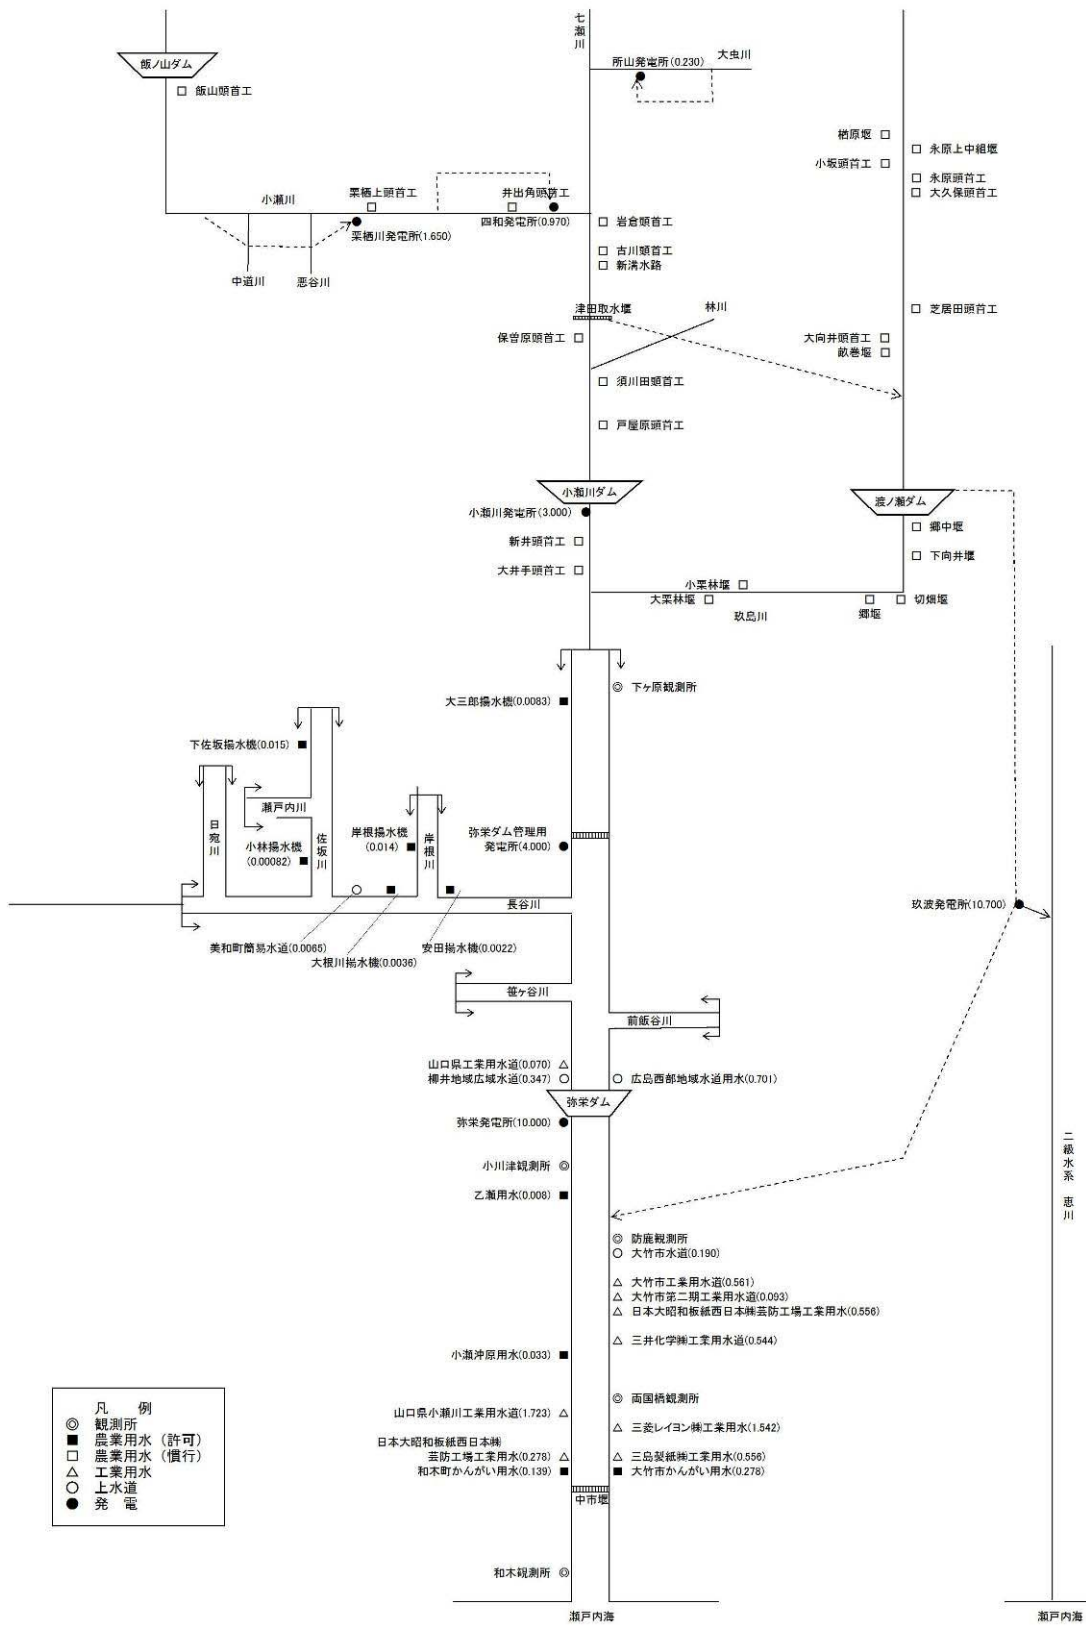 七瀬川
飯ノ山ダム
飯山頭首工
所山発電所(0.230)
大虫川
楢原堰
永原上中組堰
小坂頭首工
永原頭首工
大久保頭首工
小瀬川
栗栖上頭首工
井出角頭首工
四和発電所(0.970)
栗栖川発電所(1.650)
岩倉頭首工
古川頭首工
新溝水路
中道川
悪谷川
津田取水堰
林川
芝居田頭首工
保曽原頭首工
大向井頭首工
畝巻堰
須川田頭首工
戸屋原頭首工
小瀬川ダム
渡ノ瀬ダム
小瀬川発電所(3.000)
郷中堰
新井頭首工
下向井堰
大井手頭首工
小栗林堰
大栗林堰
郷堰
切畑堰
玖島川
下ヶ原観測所
大三郎揚水機(0.0083)
下佐坂揚水機(0.015)
瀬戸内川
日宛川
佐坂川
小林揚水機
(0.00082)
岸根揚水機
(0.014)
岸根川
弥栄ダム管理用
発電所(4.000)
長谷川
玖波発電所(10.700)
美和町簡易水道(0.0065)
大根川揚水機(0.0036)
安田揚水機(0.0022)
笹ヶ谷川
前飯谷川
山口県工業用水道(0.070)
柳井地域広域水道(0.347)
広島西部地域水道用水(0.701)
弥栄ダム
弥栄発電所(10.000)
小川津観測所
乙瀬用水(0.008)
二級水系 恵川
防鹿観測所
大竹市水道(0.190)
大竹市工業用水道(0.561)
大竹市第二期工業用水道(0.093)
日本大昭和板紙西日本㈱芸防工場工業用水(0.556)
三井化学㈱工業用水道(0.544)
小瀬沖原用水(0.033)
両国橋観測所
山口県小瀬川工業用水道(1.723)
三菱レイヨン㈱工業用水(1.542)
日本大昭和板紙西日本㈱
芸防工場工業用水(0.278)
三島製紙㈱工業用水(0.556)
和木町かんがい用水(0.139)
大竹市かんがい用水(0.278)
中市堰
和木観測所
瀬戸内海
瀬戸内海
凡 例
◎ 観測所
■ 農業用水（許可）
□ 農業用水（慣行）
△ 工業用水
○ 上水道
● 発 電